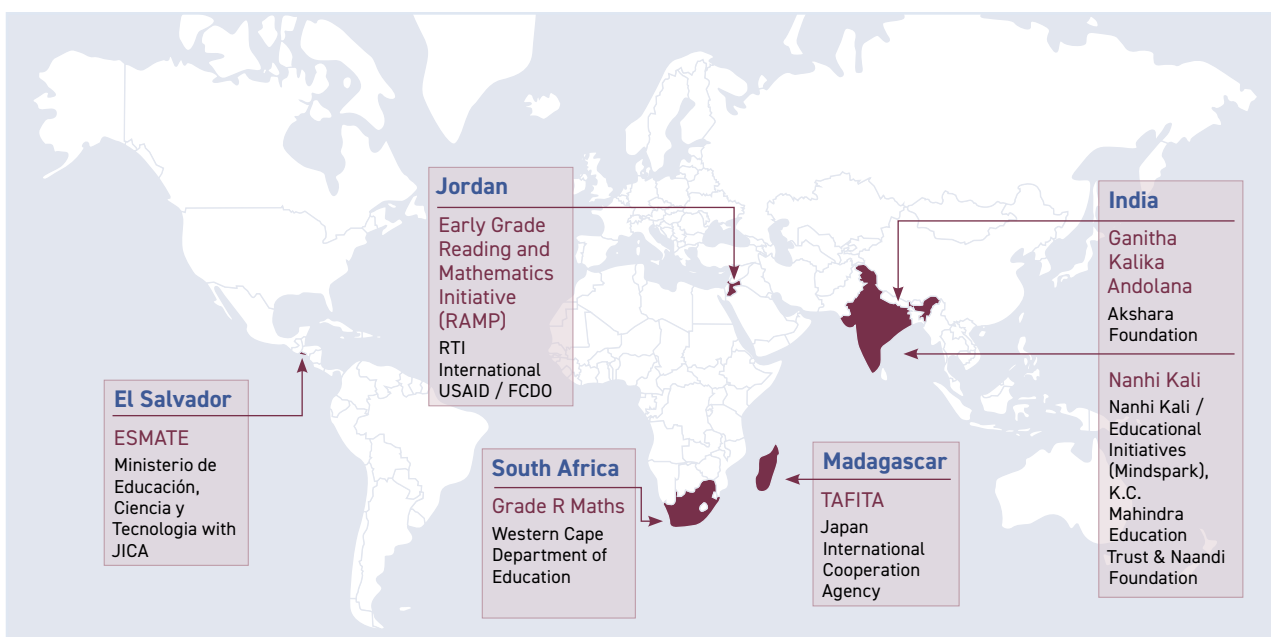 Jordan
Early Grade
Reading and
Mathematics
Initiative
(RAMP)
RTI
International
USAID / FCDO
India
Ganitha
Kalika
Andolana
Akshara
Foundation
Nanhi Kali
Nanhi Kali /
Educational
Initiatives
(Mindspark),
K.C.
Mahindra
Education
Trust & Naandi
Foundation
El Salvador
ESMATE
Ministerio de
Educación,
Ciencia y
Tecnologia with
JICA
South Africa
Grade R Maths
Western Cape
Department of
Education
Madagascar
TAFITA
Japan
International
Cooperation
Agency